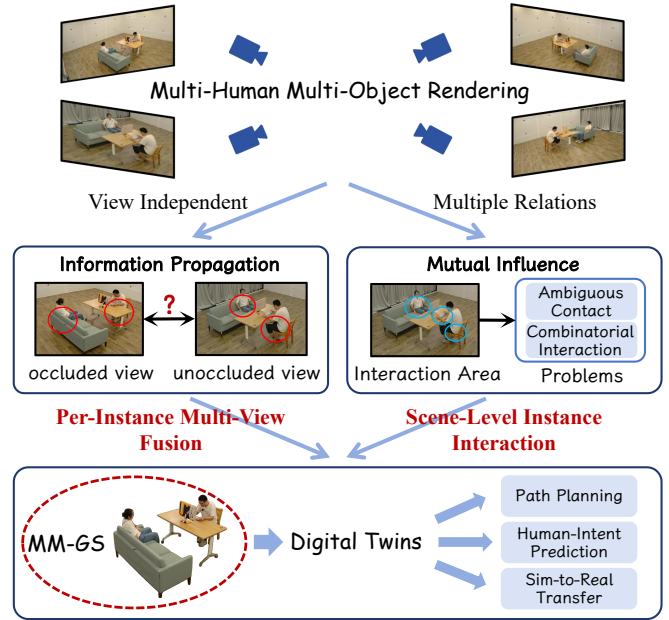 Multi-Human Multi-Object Rendering
View Independent
Multiple Relations
Information Propagation
?
occluded view
unoccluded view
Mutual Influence
Ambiguous
Contact
Combinatorial
Interaction
Interaction Area
Problems
Per-Instance Multi-View
Fusion
Scene-Level Instance
Interaction
MM-GS
Digital Twins
Path Planning
Human-Intent
Prediction
Sim-to-Real
Transfer